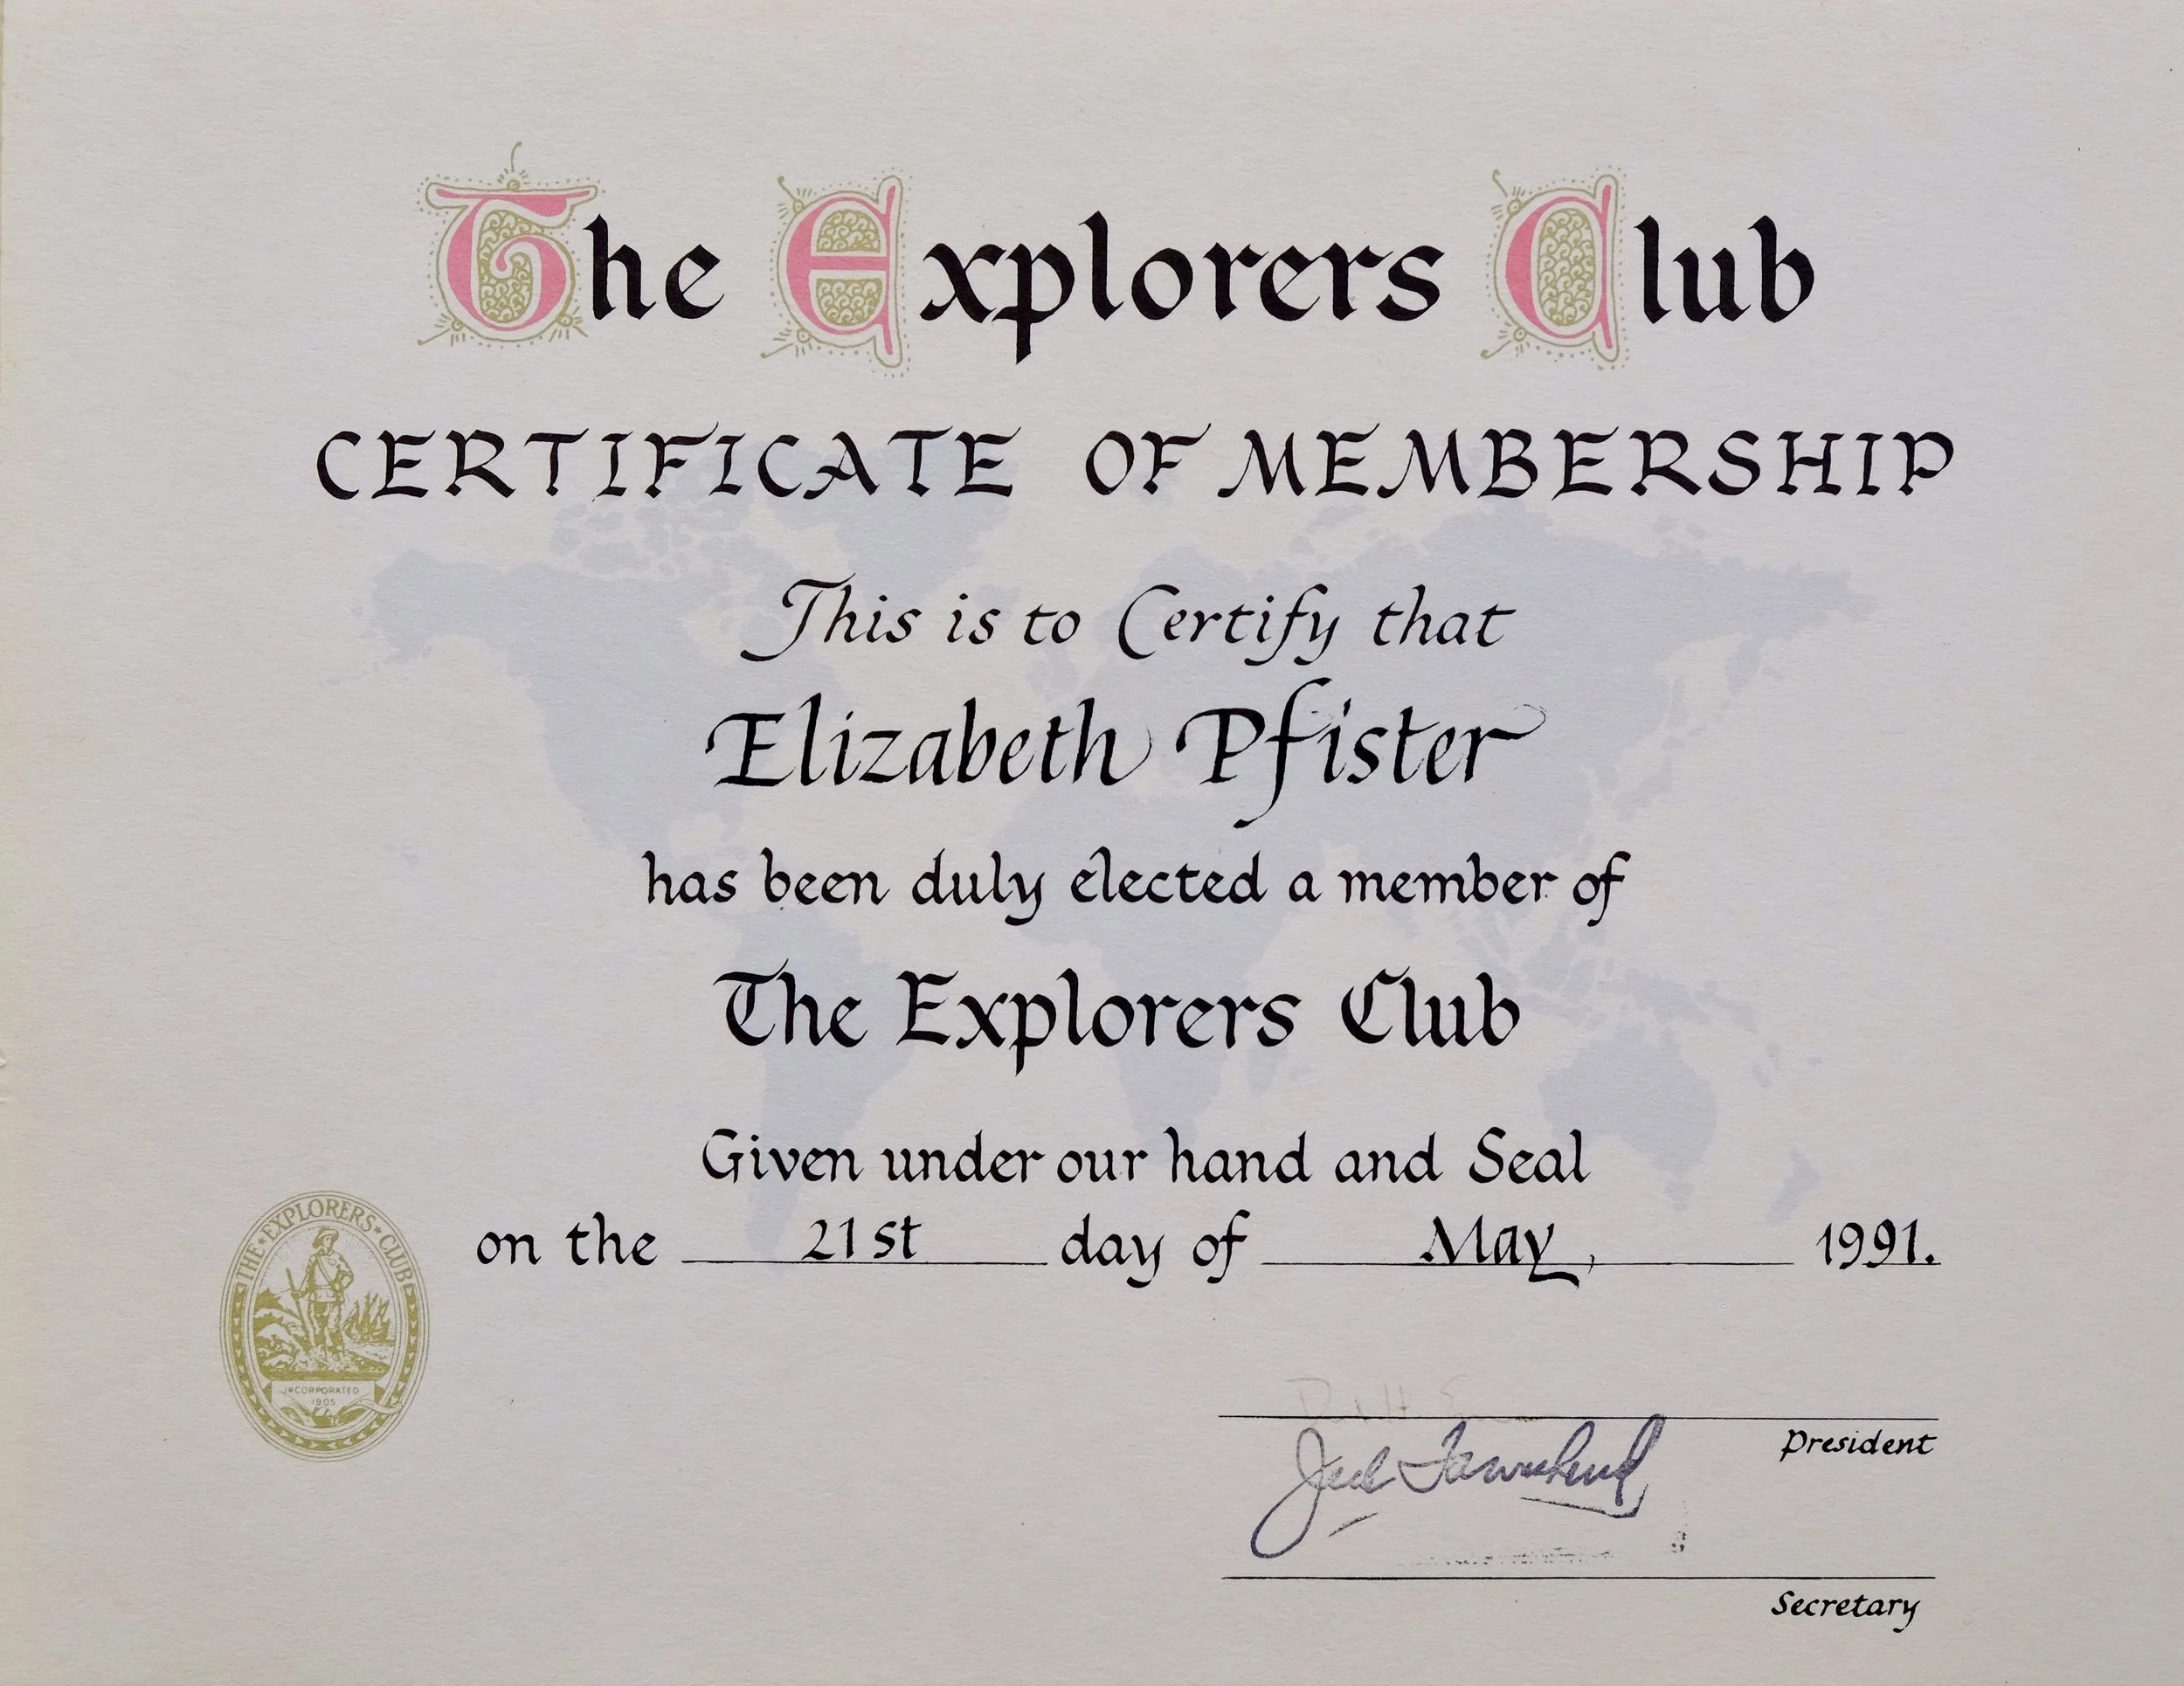 The Explorers Club
CERTIFICATE OF MEMBERSHIP
This is to Certify that
Elizabeth Pfister
has been duly elected a member of
The Explorers Club
Given under our hand and Seal
on the 21st day of May, 1991.
THE EXPLORERS CLUB
INCORPORATED
1905
President
Jack Townsend
Secretary